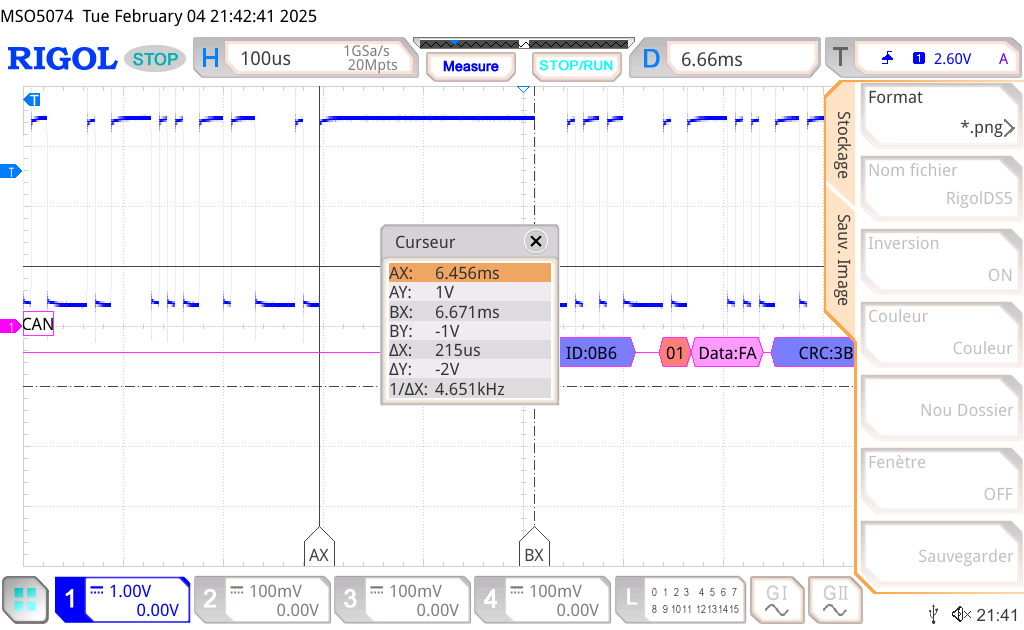 MSO5074 Tue February 04 21:42:41 2025
RIGOL STOP H 100us 1GSa/s 20Mpts Measure STOP/RUN D 6.66ms T 1 2.60V A
T
T
Stockage
Sauv. Image
Format
*.png
Nom fichier
RigolDS5
Inversion
ON
Couleur
Couleur
Nou Dossier
Fenêtre
OFF
Sauvegarder
Curseur
AX: 6.456ms
AY: 1V
BX: 6.671ms
BY: -1V
ΔX: 215us
ΔY: -2V
1/ΔX: 4.651kHz
1 CAN
ID:0B6 01 Data:FA CRC:3B
AX BX
1 1.00V 0.00V
2 100mV 0.00V
3 100mV 0.00V
4 100mV 0.00V
L 0 1 2 3 4 5 6 7
8 9 10 11 12 13 14 15
GI GII
21:41